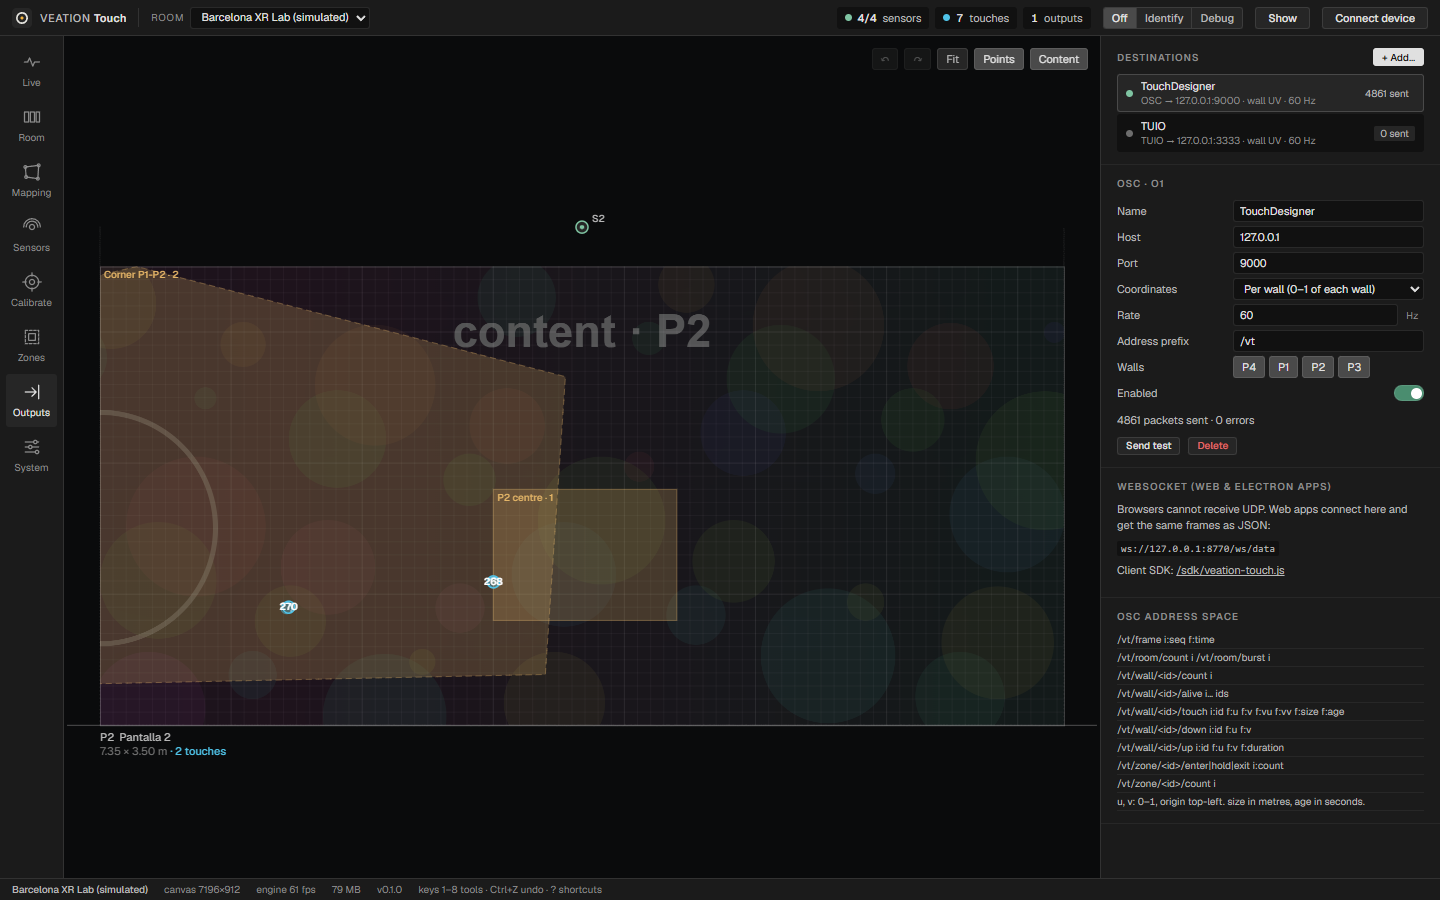 VEATION Touch
ROOM
Barcelona XR Lab (simulated)
4/4 sensors
7 touches
1 outputs
Off
Identify
Debug
Show
Connect device
Live
Room
Mapping
Sensors
Calibrate
Zones
Outputs
System
Fit
Points
Content
S2
Corner P1-P2 · 2
content · P2
P2 centre · 1
268
270
P2 Pantalla 2
7.35 × 3.50 m · 2 touches
DESTINATIONS
+ Add...
TouchDesigner
OSC → 127.0.0.1:9000 · wall UV · 60 Hz
4861 sent
TUIO
TUIO → 127.0.0.1:3333 · wall UV · 60 Hz
0 sent
OSC · O1
Name
TouchDesigner
Host
127.0.0.1
Port
9000
Coordinates
Per wall (0–1 of each wall)
Rate
60
Hz
Address prefix
/vt
Walls
P4
P1
P2
P3
Enabled
4861 packets sent · 0 errors
Send test
Delete
WEBSOCKET (WEB & ELECTRON APPS)
Browsers cannot receive UDP. Web apps connect here and
get the same frames as JSON:
ws://127.0.0.1:8770/ws/data
Client SDK: /sdk/veation-touch.js
OSC ADDRESS SPACE
/vt/frame i:seq f:time
/vt/room/count i /vt/room/burst i
/vt/wall/<id>/count i
/vt/wall/<id>/alive i... ids
/vt/wall/<id>/touch i:id f:u f:v f:vu f:vv f:size f:age
/vt/wall/<id>/down i:id f:u f:v
/vt/wall/<id>/up i:id f:u f:v f:duration
/vt/zone/<id>/enter|hold|exit i:count
/vt/zone/<id>/count i
u, v: 0–1, origin top-left. size in metres, age in seconds.
Barcelona XR Lab (simulated)
canvas 7196×912
engine 61 fps
79 MB
v0.1.0
keys 1–8 tools · Ctrl+Z undo · ? shortcuts